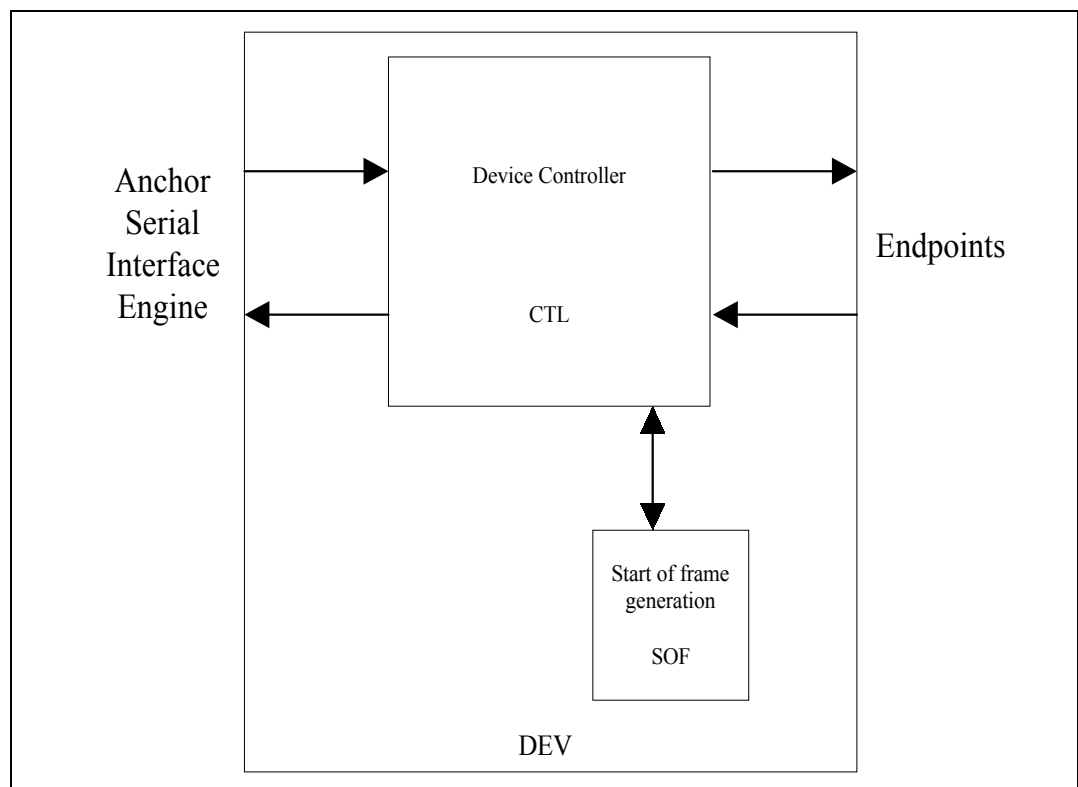 Anchor
Serial
Interface
Engine
Device Controller
CTL
Endpoints
Start of frame
generation
SOF
DEV